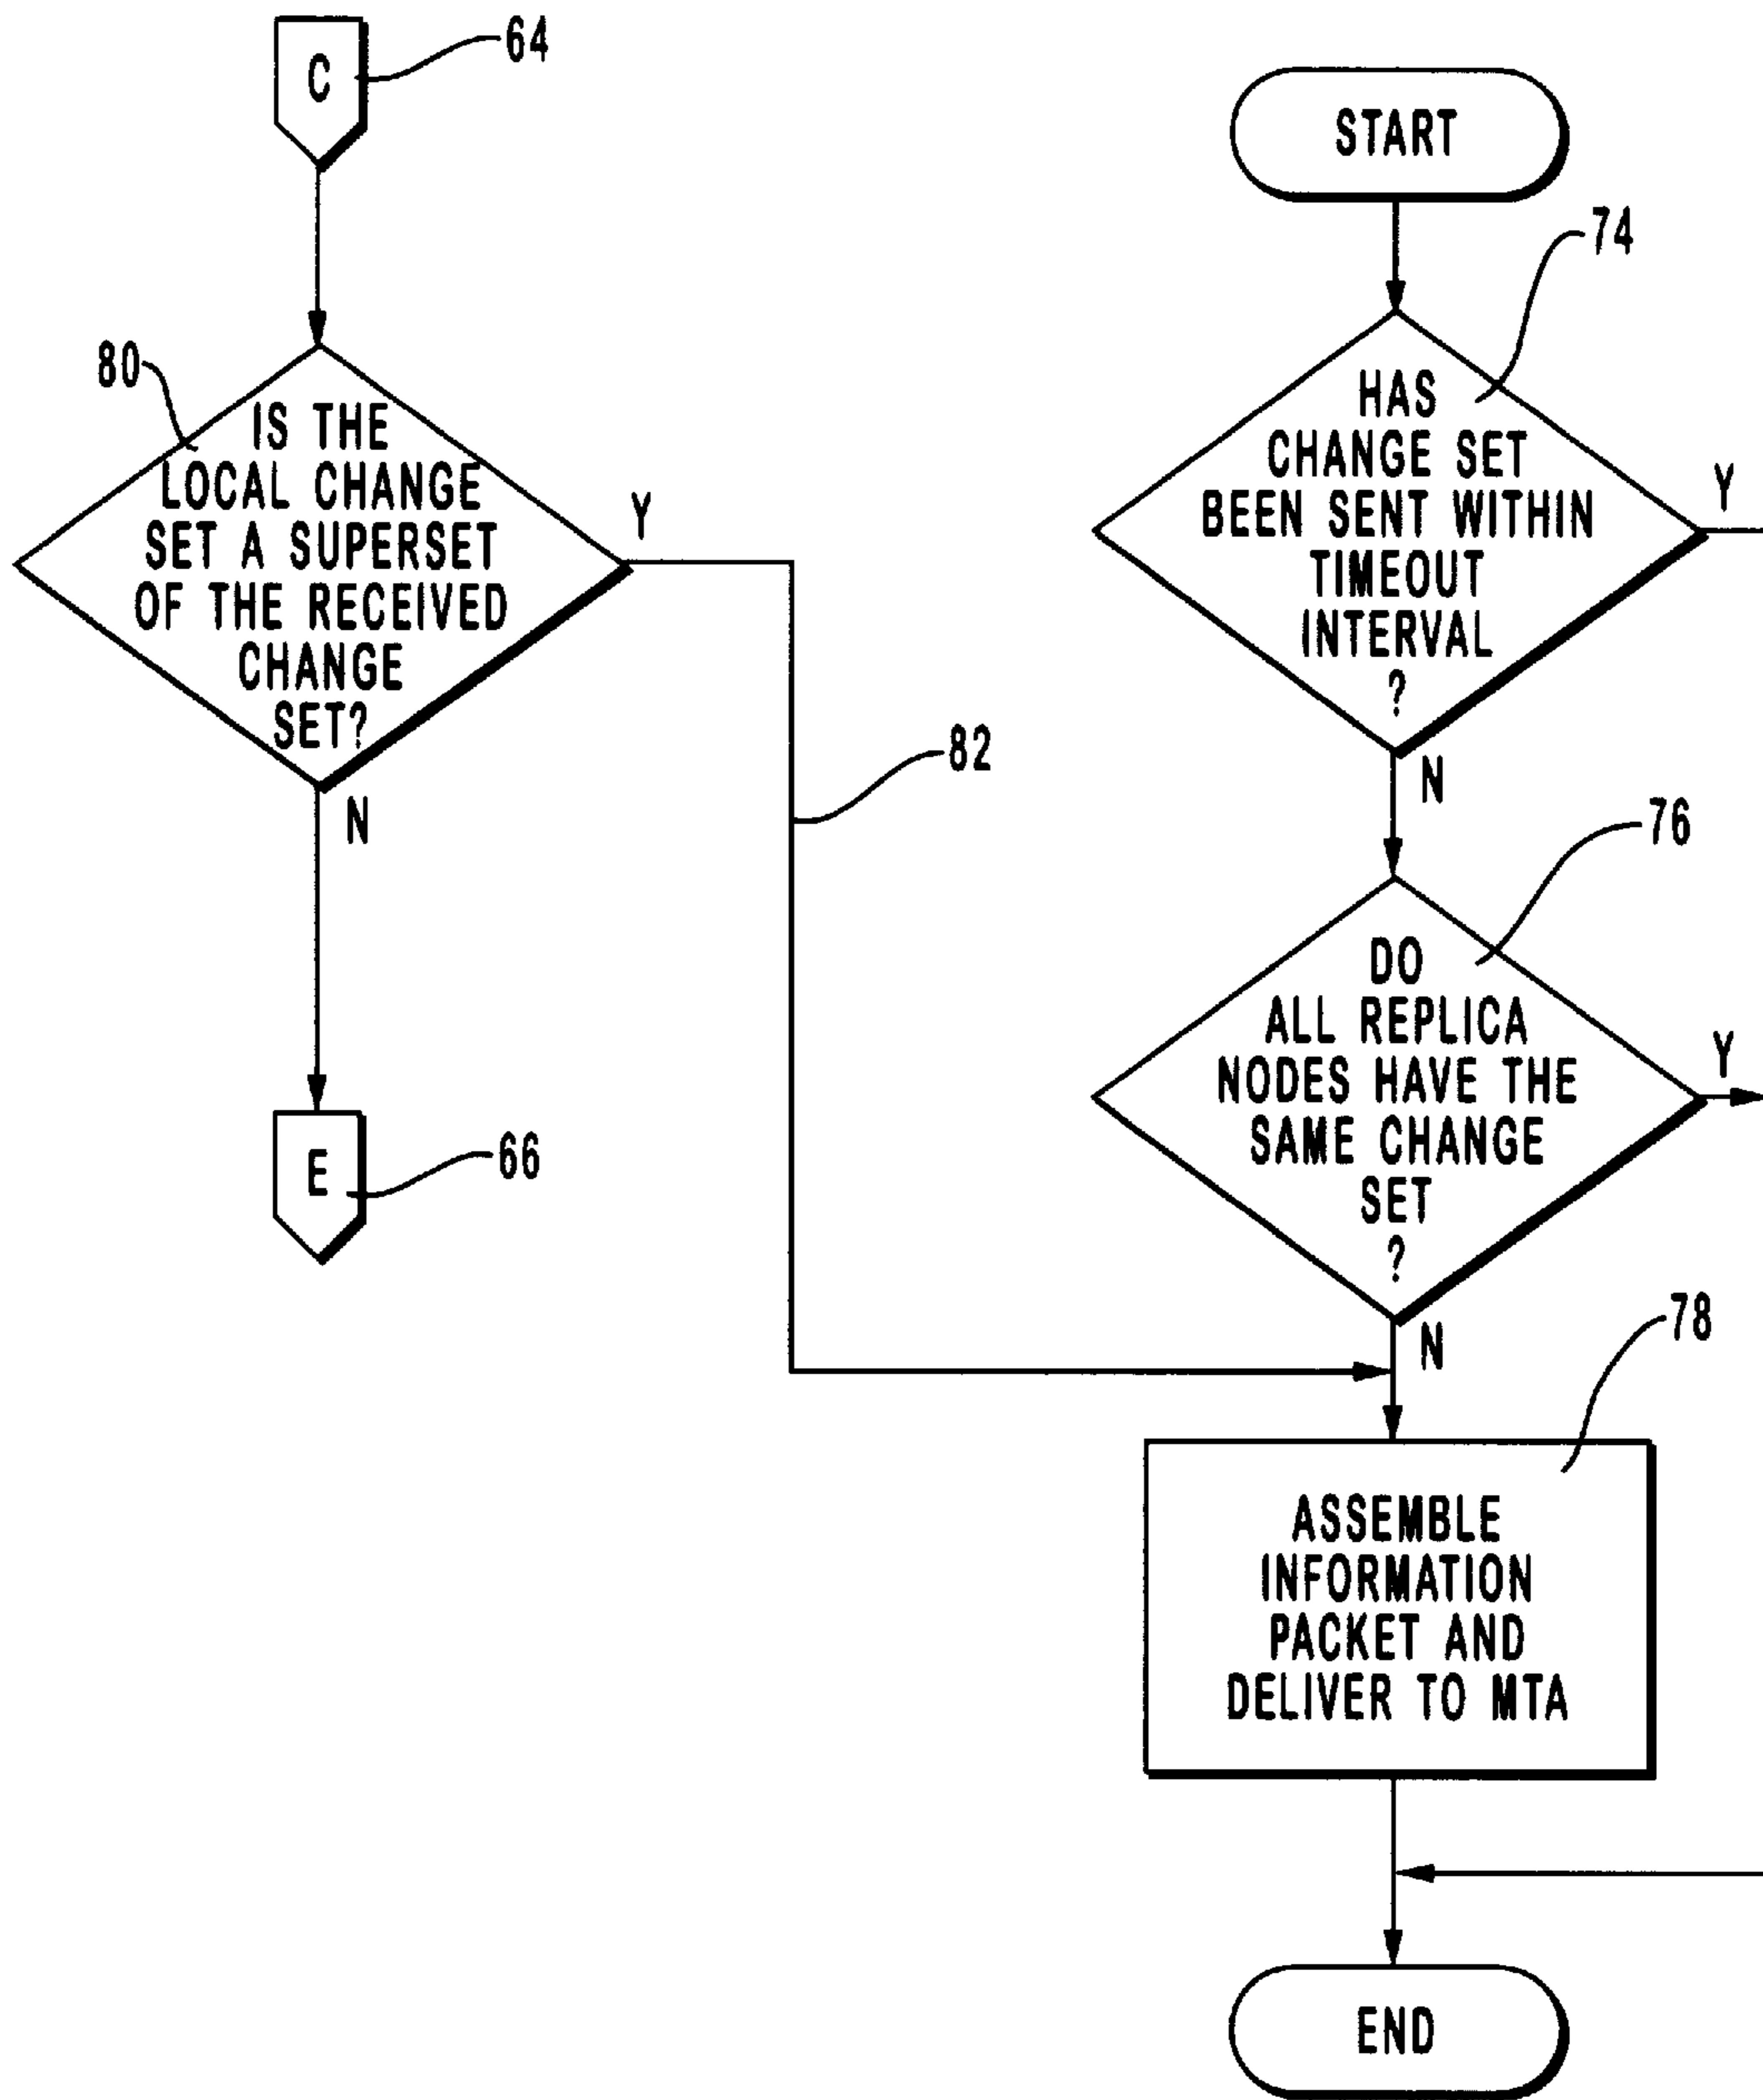 C
64
80
IS THE
LOCAL CHANGE
SET A SUPERSET
OF THE RECEIVED
CHANGE
SET?
Y
N
82
E
66
START
74
HAS
CHANGE SET
BEEN SENT WITHIN
TIMEOUT
INTERVAL
?
Y
N
76
DO
ALL REPLICA
NODES HAVE THE
SAME CHANGE
SET
?
Y
N
78
ASSEMBLE
INFORMATION
PACKET AND
DELIVER TO MTA
END